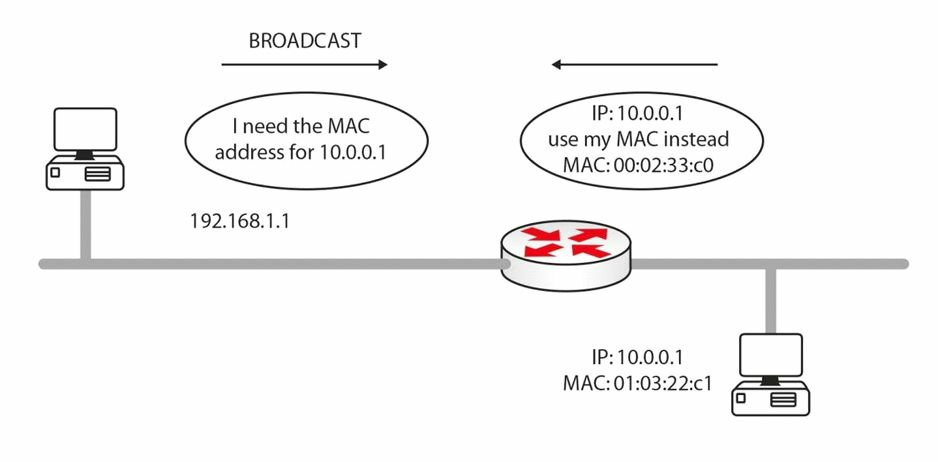 BROADCAST
I need the MAC
address for 10.0.0.1
IP: 10.0.0.1
use my MAC instead
MAC: 00:02:33:c0
192.168.1.1
IP: 10.0.0.1
MAC: 01:03:22:c1